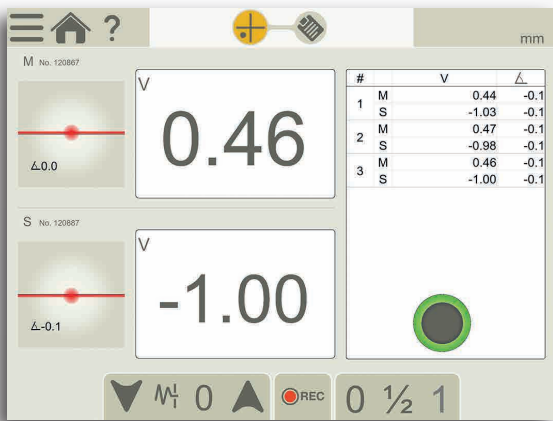 ?
mm
M No. 120867
V
0.46
∡0.0
S No. 120887
V
-1.00
∡-0.1
# V ∡
1 M 0.44 -0.1
S -1.03 -0.1
2 M 0.47 -0.1
S -0.98 -0.1
3 M 0.46 -0.1
S -1.00 -0.1
0
REC
0 ½ 1